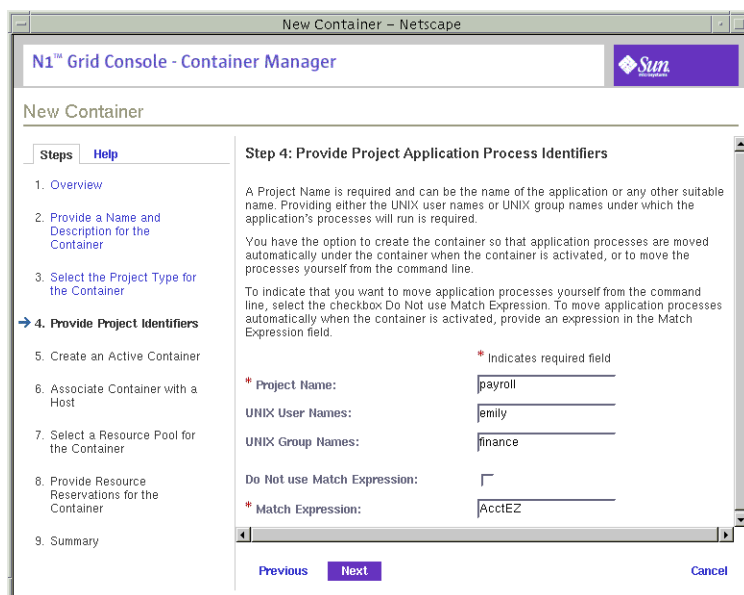 New Container – Netscape
N1™ Grid Console - Container Manager
Sun
microsystems
New Container
Steps Help
1. Overview
2. Provide a Name and
Description for the
Container
3. Select the Project Type for
the Container
4. Provide Project Identifiers
5. Create an Active Container
6. Associate Container with a
Host
7. Select a Resource Pool for
the Container
8. Provide Resource
Reservations for the
Container
9. Summary
Step 4: Provide Project Application Process Identifiers
A Project Name is required and can be the name of the application or any other suitable
name. Providing either the UNIX user names or UNIX group names under which the
application's processes will run is required.
You have the option to create the container so that application processes are moved
automatically under the container when the container is activated, or to move the
processes yourself from the command line.
To indicate that you want to move application processes yourself from the command
line, select the checkbox Do Not use Match Expression. To move application processes
automatically when the container is activated, provide an expression in the Match
Expression field.
* Indicates required field
* Project Name: payroll
UNIX User Names: emily
UNIX Group Names: finance
Do Not use Match Expression:
* Match Expression: AcctEZ
Previous Next Cancel